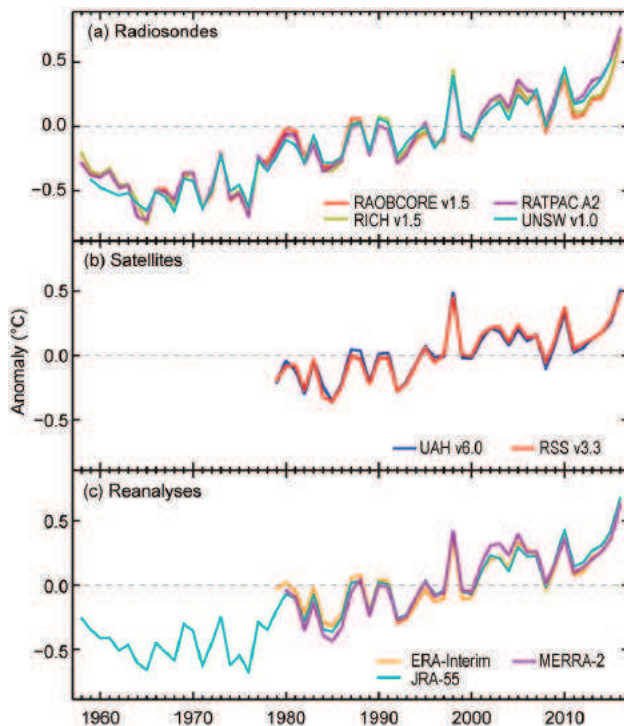 (a) Radiosondes
0.5
0.0
−0.5
RAOBCORE v1.5 RATPAC A2
RICH v1.5 UNSW v1.0
(b) Satellites
0.5
0.0
−0.5
Anomaly (°C)
UAH v6.0 RSS v3.3
(c) Reanalyses
0.5
0.0
−0.5
ERA-Interim MERRA-2
JRA-55
1960 1970 1980 1990 2000 2010